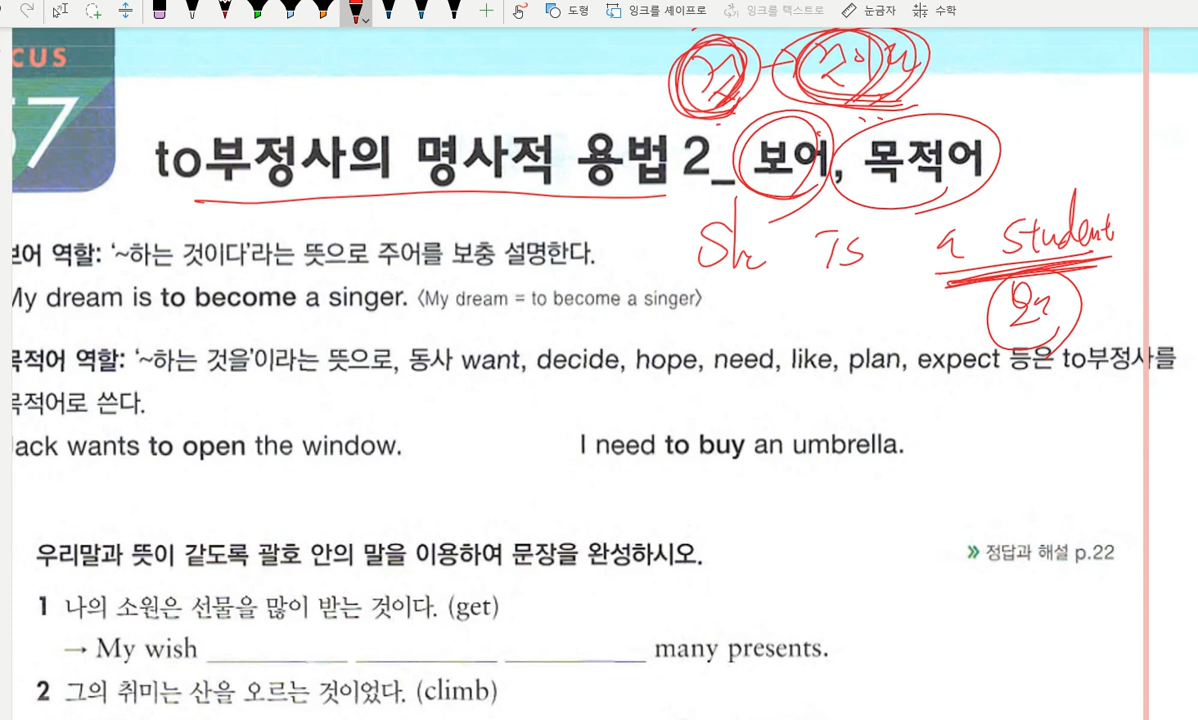 도형 잉크를 셰이프로 잉크를 텍스트로 눈금자 수학
CUS
7
to부정사의 명사적 용법 2_ 보어, 목적어
She is a student
보어 역할: ‘~하는 것이다’라는 뜻으로 주어를 보충 설명한다.
My dream is to become a singer. 〈My dream = to become a singer〉
목적어 역할: ‘~하는 것을’이라는 뜻으로, 동사 want, decide, hope, need, like, plan, expect 등은 to부정사를
목적어로 쓴다.
ack wants to open the window. I need to buy an umbrella.
우리말과 뜻이 같도록 괄호 안의 말을 이용하여 문장을 완성하시오.
» 정답과 해설 p.22
1 나의 소원은 선물을 많이 받는 것이다. (get)
→ My wish ________ ________ ________ many presents.
2 그의 취미는 산을 오르는 것이었다. (climb)